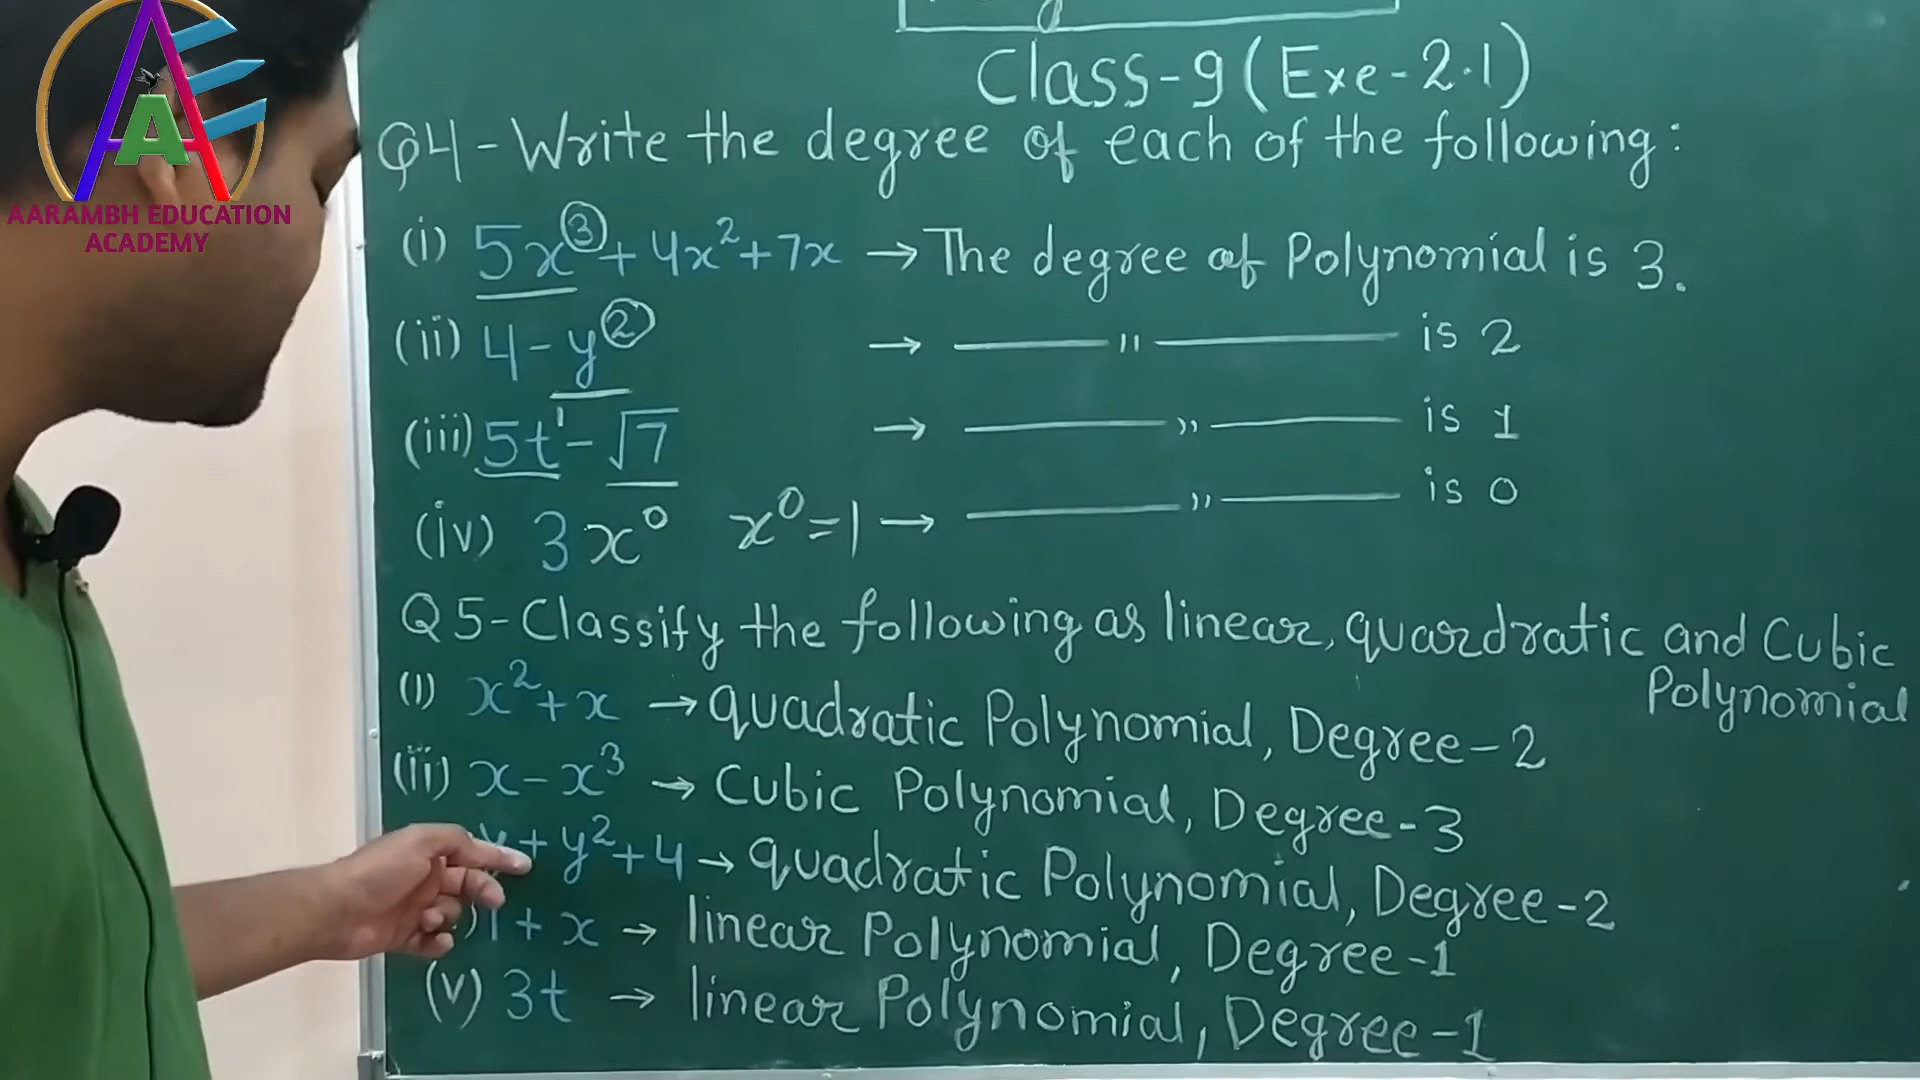 AARAMBH EDUCATION
ACADEMY
Class-9 (Exe-2.1)
Q4-Write the degree of each of the following:
(i) 5x³+4x²+7x → The degree of Polynomial is 3.
(ii) 4-y² → —— " —— is 2
(iii) 5t¹-√7 → —— " —— is 1
(iv) 3x⁰ x⁰=1 → —— " —— is 0
Q5-Classify the following as linear, quardratic and Cubic
Polynomial
(i) x²+x → quadratic Polynomial, Degree-2
(ii) x-x³ → Cubic Polynomial, Degree-3
y+y²+4 → quadratic Polynomial, Degree-2
)1+x → linear Polynomial, Degree-1
(v) 3t → linear Polynomial, Degree-1